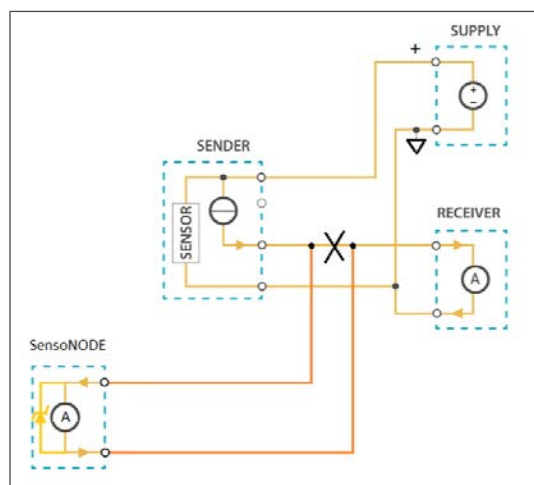 SUPPLY
+
+
−
SENDER
SENSOR
RECEIVER
A
SensoNODE
A